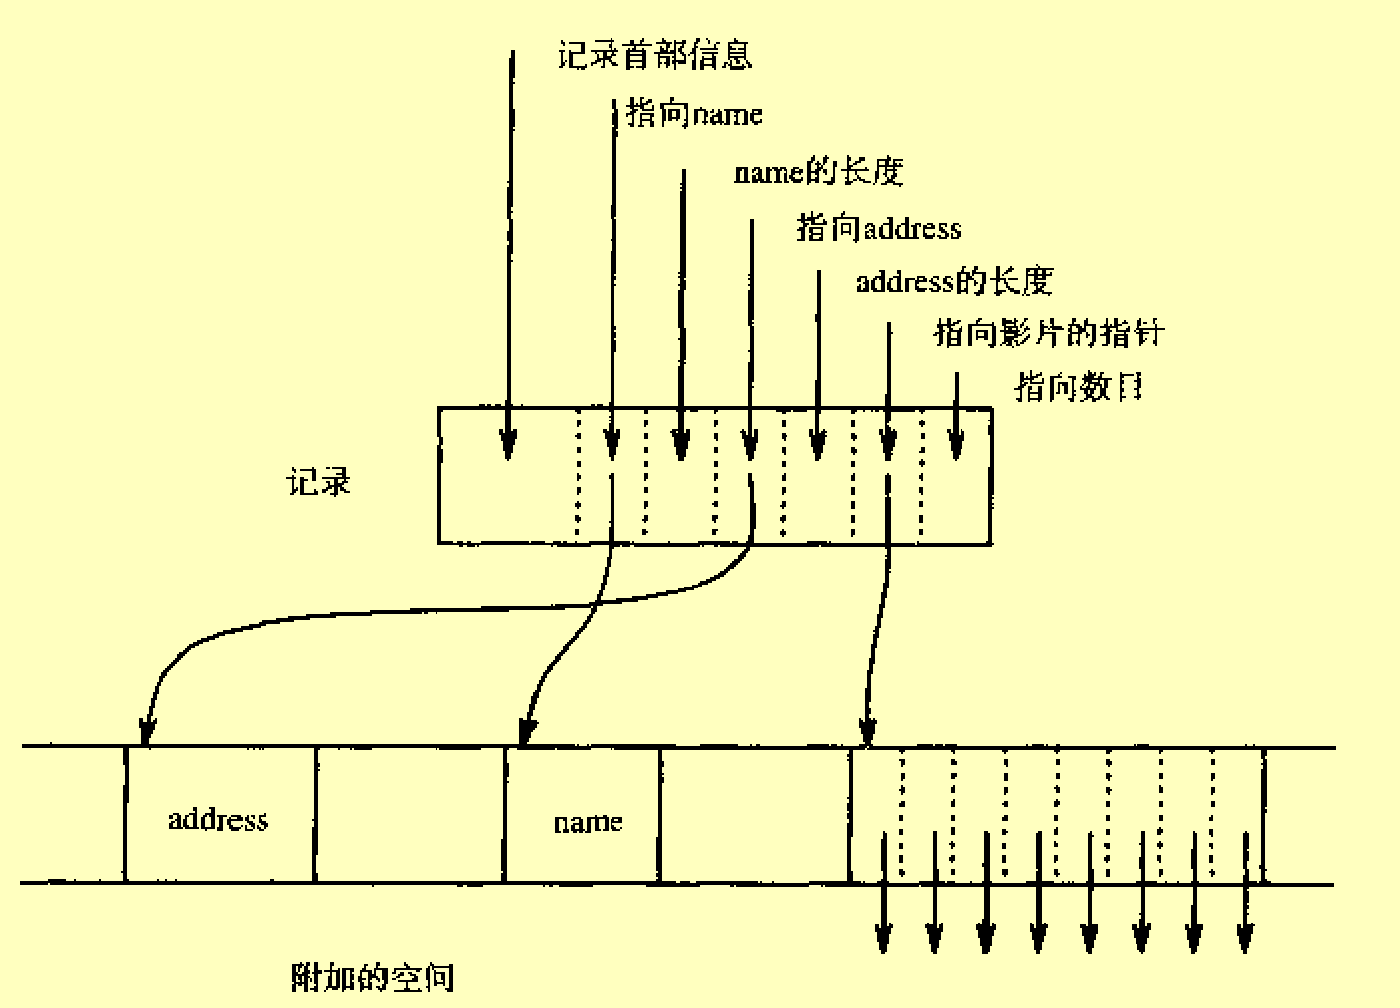 记录首部信息
指向name
name的长度
指向address
address的长度
指向影片的指针
指向数目
记录
address
name
附加的空间